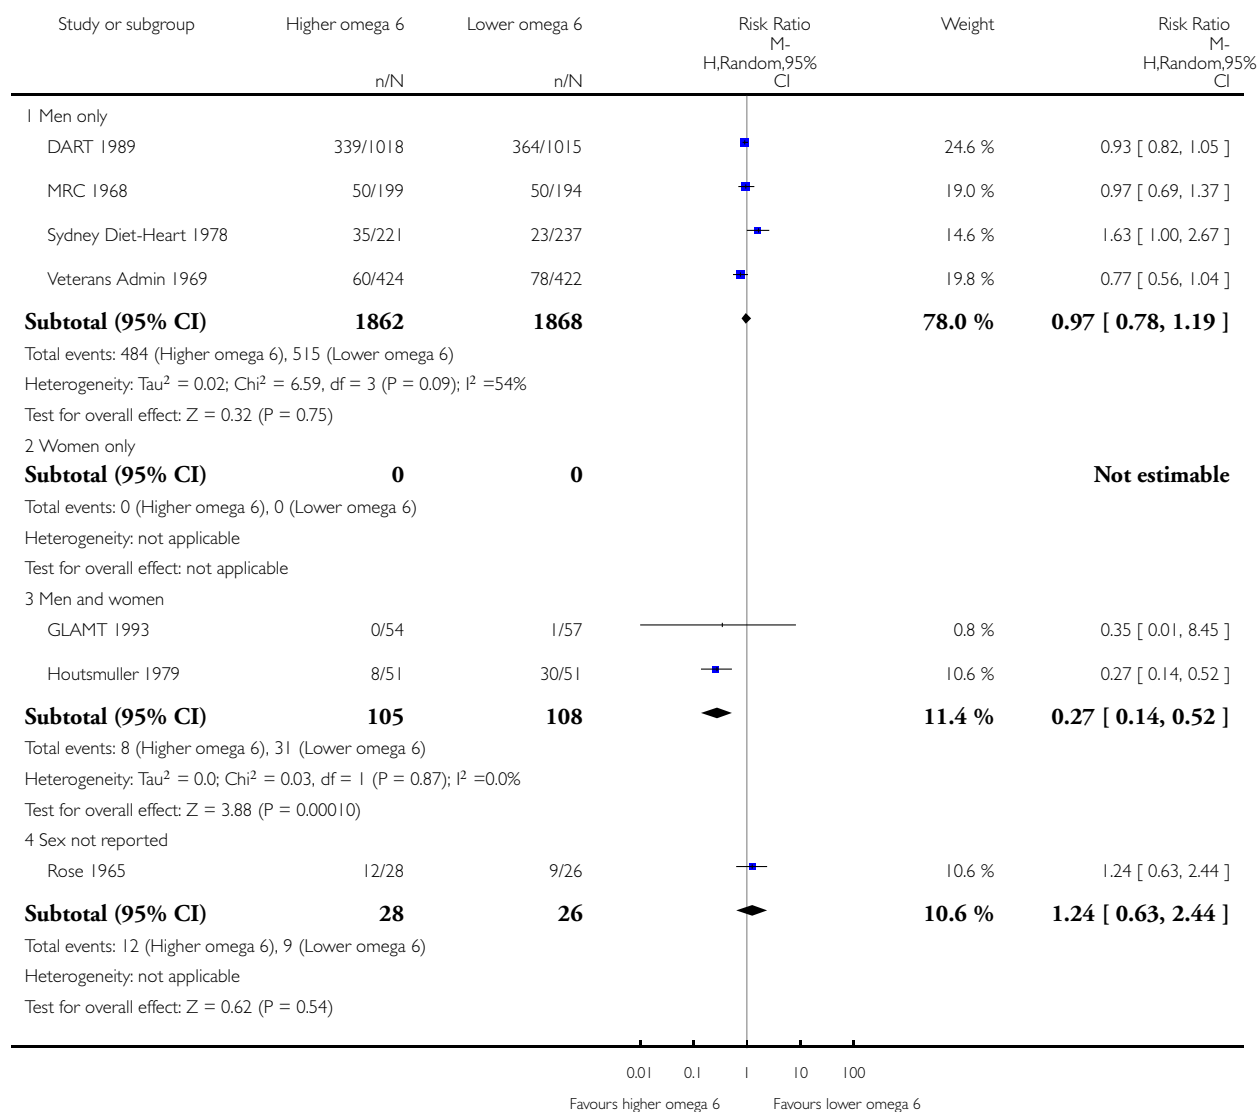 Study or subgroup Higher omega 6 Lower omega 6 Risk Ratio Weight Risk Ratio
M- M-
H,Random,95% H,Random,95%
n/N n/N CI CI
1 Men only
DART 1989 339/1018 364/1015 24.6 % 0.93 [ 0.82, 1.05 ]
MRC 1968 50/199 50/194 19.0 % 0.97 [ 0.69, 1.37 ]
Sydney Diet-Heart 1978 35/221 23/237 14.6 % 1.63 [ 1.00, 2.67 ]
Veterans Admin 1969 60/424 78/422 19.8 % 0.77 [ 0.56, 1.04 ]
Subtotal (95% CI) 1862 1868 78.0 % 0.97 [ 0.78, 1.19 ]
Total events: 484 (Higher omega 6), 515 (Lower omega 6)
Heterogeneity: Tau² = 0.02; Chi² = 6.59, df = 3 (P = 0.09); I² =54%
Test for overall effect: Z = 0.32 (P = 0.75)
2 Women only
Subtotal (95% CI) 0 0 Not estimable
Total events: 0 (Higher omega 6), 0 (Lower omega 6)
Heterogeneity: not applicable
Test for overall effect: not applicable
3 Men and women
GLAMT 1993 0/54 1/57 0.8 % 0.35 [ 0.01, 8.45 ]
Houtsmuller 1979 8/51 30/51 10.6 % 0.27 [ 0.14, 0.52 ]
Subtotal (95% CI) 105 108 11.4 % 0.27 [ 0.14, 0.52 ]
Total events: 8 (Higher omega 6), 31 (Lower omega 6)
Heterogeneity: Tau² = 0.0; Chi² = 0.03, df = 1 (P = 0.87); I² =0.0%
Test for overall effect: Z = 3.88 (P = 0.00010)
4 Sex not reported
Rose 1965 12/28 9/26 10.6 % 1.24 [ 0.63, 2.44 ]
Subtotal (95% CI) 28 26 10.6 % 1.24 [ 0.63, 2.44 ]
Total events: 12 (Higher omega 6), 9 (Lower omega 6)
Heterogeneity: not applicable
Test for overall effect: Z = 0.62 (P = 0.54)
0.01 0.1 1 10 100
Favours higher omega 6 Favours lower omega 6